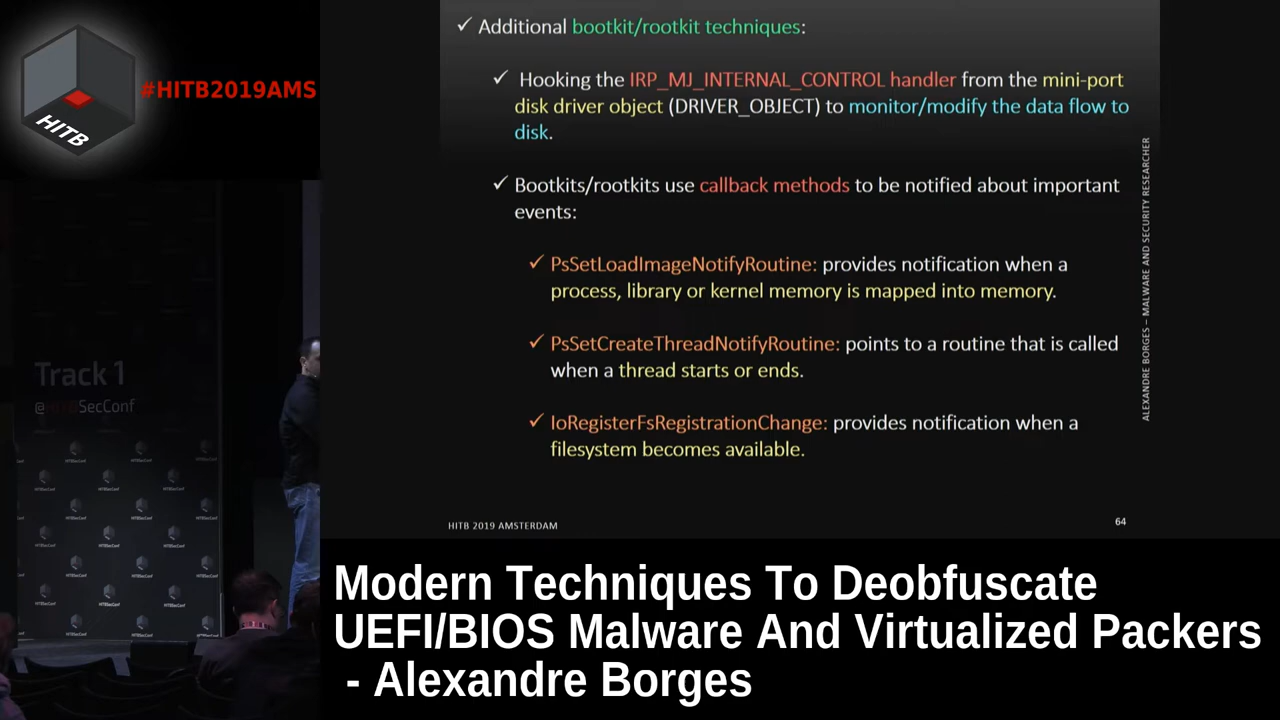 HITB
#HITB2019AMS
Track 1
@HITBSecConf
✓ Additional bootkit/rootkit techniques:
✓ Hooking the IRP_MJ_INTERNAL_CONTROL handler from the mini-port
disk driver object (DRIVER_OBJECT) to monitor/modify the data flow to
disk.
✓ Bootkits/rootkits use callback methods to be notified about important
events:
✓ PsSetLoadImageNotifyRoutine: provides notification when a
process, library or kernel memory is mapped into memory.
✓ PsSetCreateThreadNotifyRoutine: points to a routine that is called
when a thread starts or ends.
✓ IoRegisterFsRegistrationChange: provides notification when a
filesystem becomes available.
ALEXANDRE BORGES – MALWARE AND SECURITY RESEARCHER
HITB 2019 AMSTERDAM
64
Modern Techniques To Deobfuscate
UEFI/BIOS Malware And Virtualized Packers
- Alexandre Borges